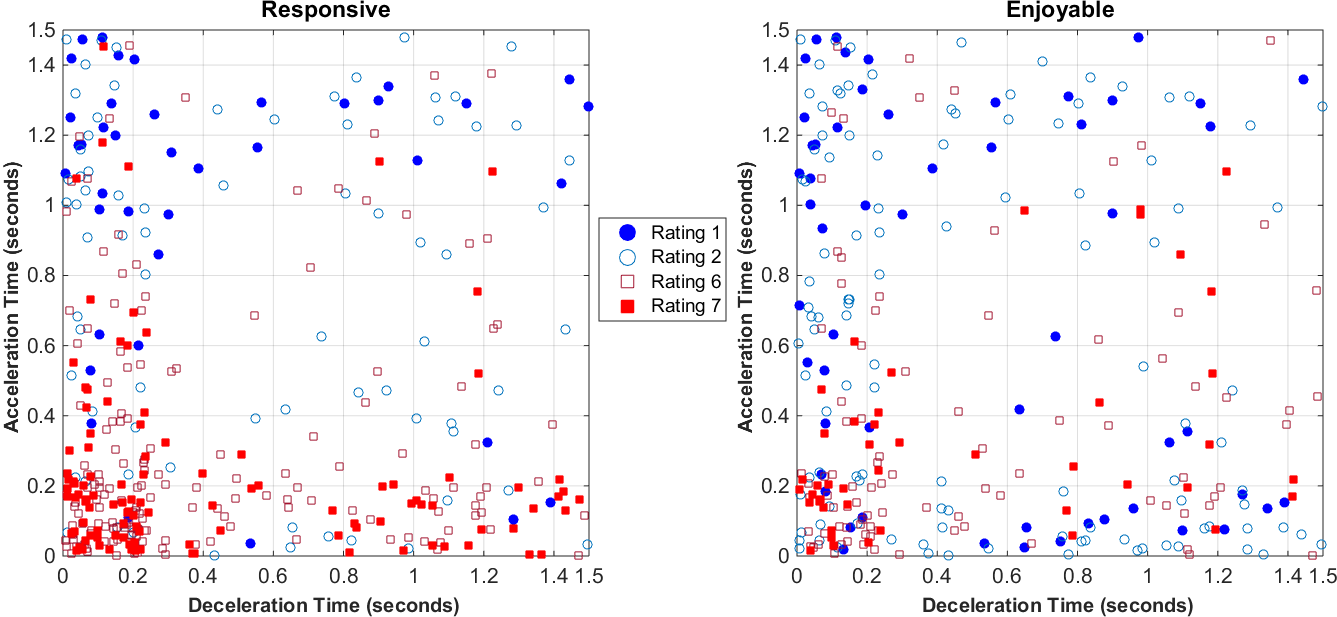 Responsive
Acceleration Time (seconds)
1.5
1.4
1.2
1
0.8
0.6
0.4
0.2
0
0 0.2 0.4 0.6 0.8 1 1.2 1.4 1.5
Deceleration Time (seconds)
Rating 1
Rating 2
Rating 6
Rating 7
Enjoyable
Acceleration Time (seconds)
1.5
1.4
1.2
1
0.8
0.6
0.4
0.2
0
0 0.2 0.4 0.6 0.8 1 1.2 1.4 1.5
Deceleration Time (seconds)